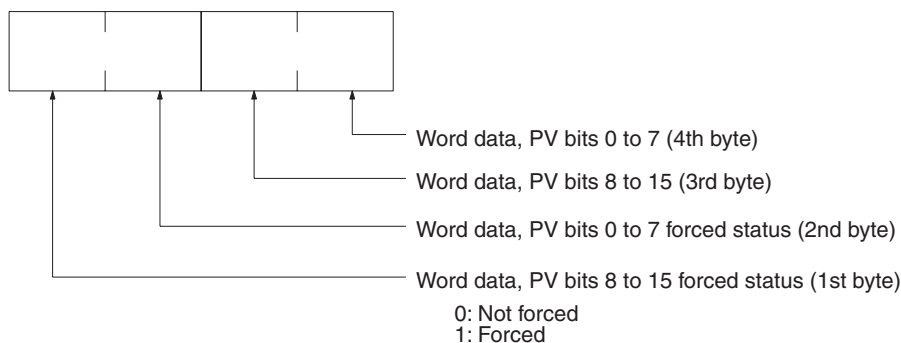 Word data, PV bits 0 to 7 (4th byte)
Word data, PV bits 8 to 15 (3rd byte)
Word data, PV bits 0 to 7 forced status (2nd byte)
Word data, PV bits 8 to 15 forced status (1st byte)
0: Not forced
1: Forced